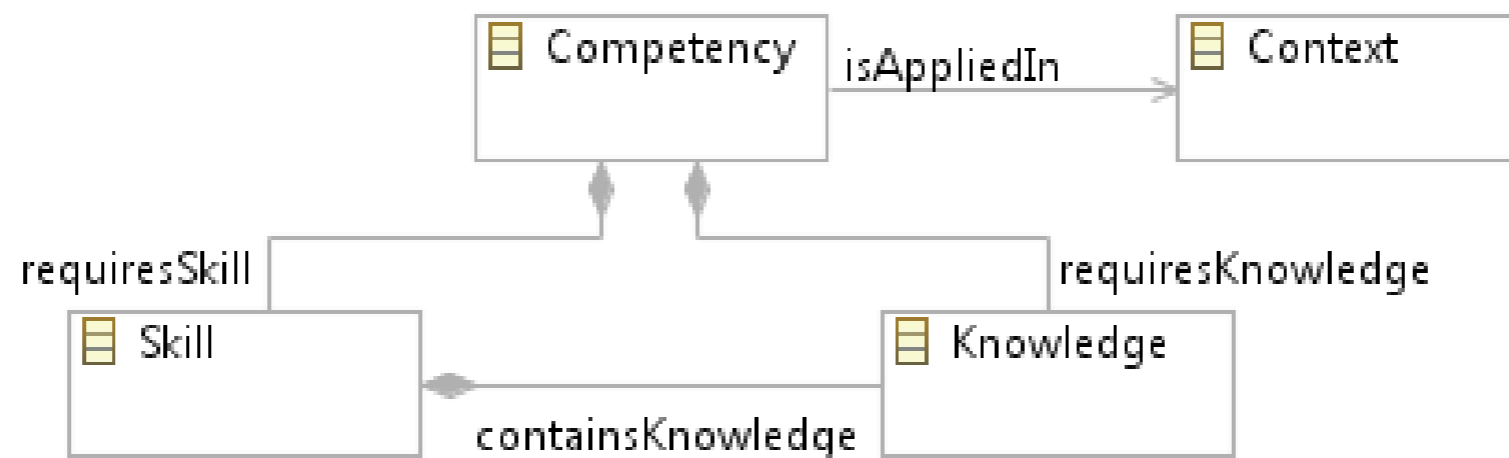 Competency
isAppliedIn
Context
requiresSkill
requiresKnowledge
Skill
Knowledge
containsKnowledge